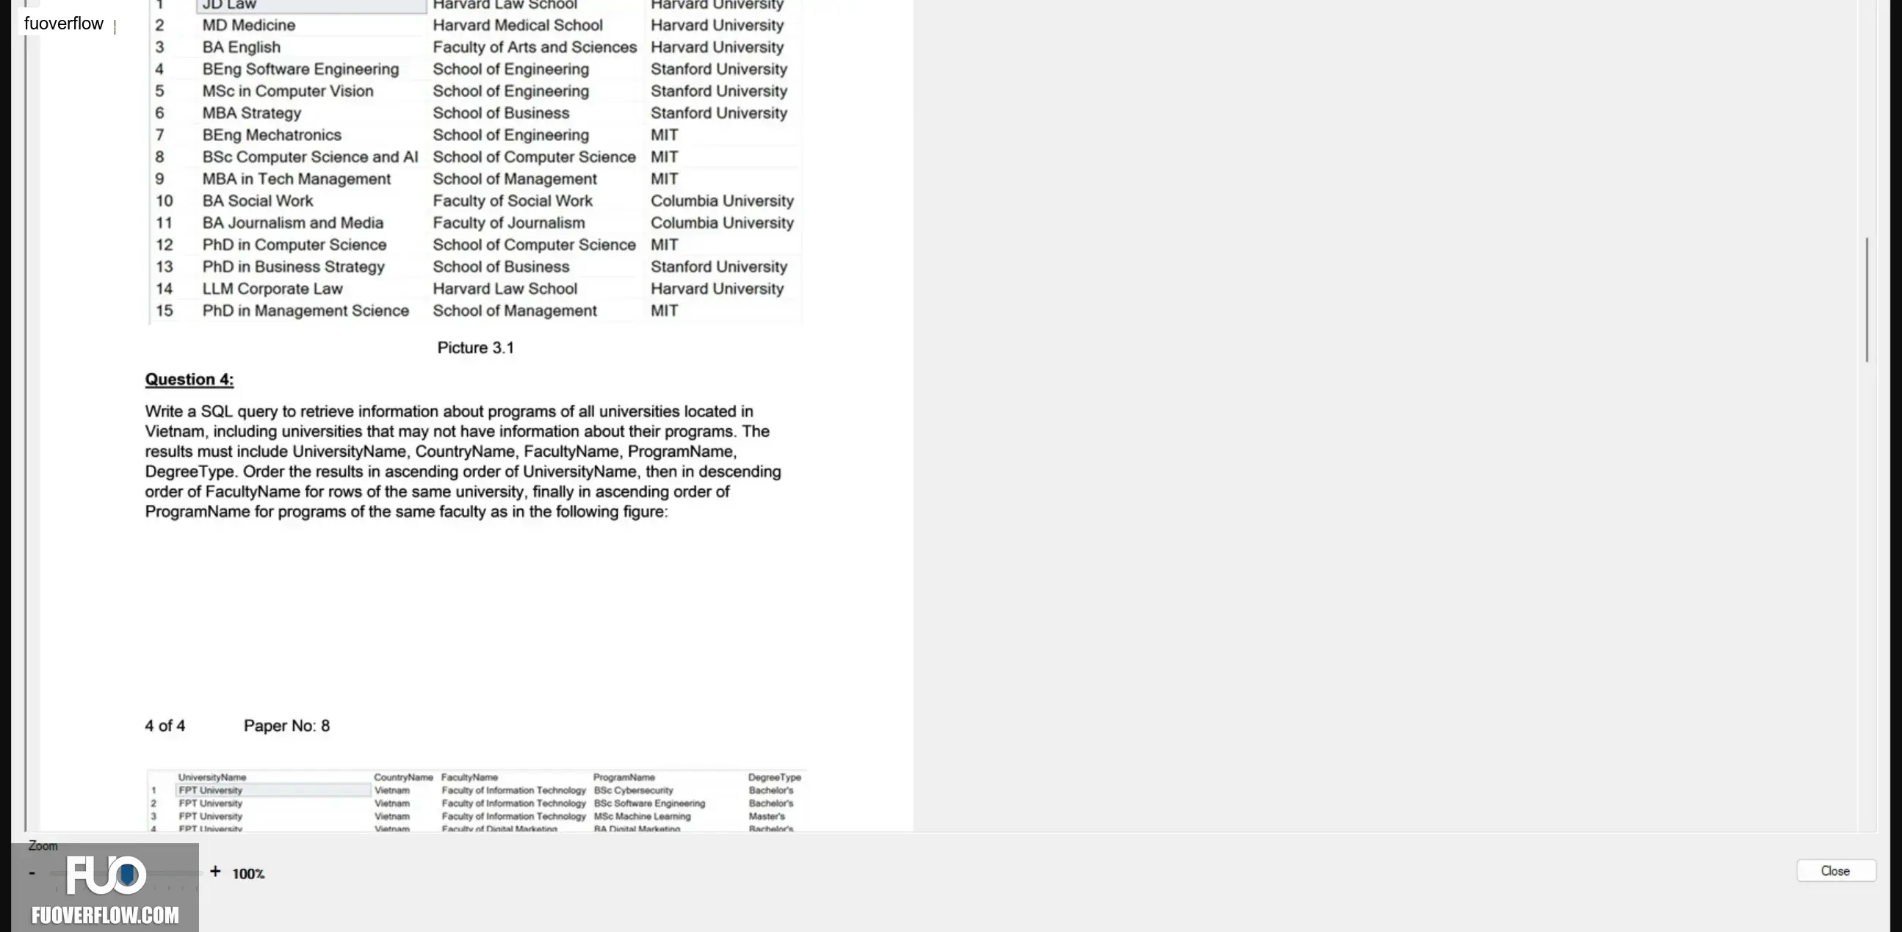 fuoverflow
1 JD Law Harvard Law School Harvard University
2 MD Medicine Harvard Medical School Harvard University
3 BA English Faculty of Arts and Sciences Harvard University
4 BEng Software Engineering School of Engineering Stanford University
5 MSc in Computer Vision School of Engineering Stanford University
6 MBA Strategy School of Business Stanford University
7 BEng Mechatronics School of Engineering MIT
8 BSc Computer Science and AI School of Computer Science MIT
9 MBA in Tech Management School of Management MIT
10 BA Social Work Faculty of Social Work Columbia University
11 BA Journalism and Media Faculty of Journalism Columbia University
12 PhD in Computer Science School of Computer Science MIT
13 PhD in Business Strategy School of Business Stanford University
14 LLM Corporate Law Harvard Law School Harvard University
15 PhD in Management Science School of Management MIT
Picture 3.1
Question 4:
Write a SQL query to retrieve information about programs of all universities located in
Vietnam, including universities that may not have information about their programs. The
results must include UniversityName, CountryName, FacultyName, ProgramName,
DegreeType. Order the results in ascending order of UniversityName, then in descending
order of FacultyName for rows of the same university, finally in ascending order of
ProgramName for programs of the same faculty as in the following figure:
4 of 4 Paper No: 8
UniversityName CountryName FacultyName ProgramName DegreeType
1 FPT University Vietnam Faculty of Information Technology BSc Cybersecurity Bachelor's
2 FPT University Vietnam Faculty of Information Technology BSc Software Engineering Bachelor's
3 FPT University Vietnam Faculty of Information Technology MSc Machine Learning Master's
4 FPT University Vietnam Faculty of Digital Marketing BA Digital Marketing Bachelor's
Zoom
- + 100%
Close
FUO
FUOVERFLOW.COM